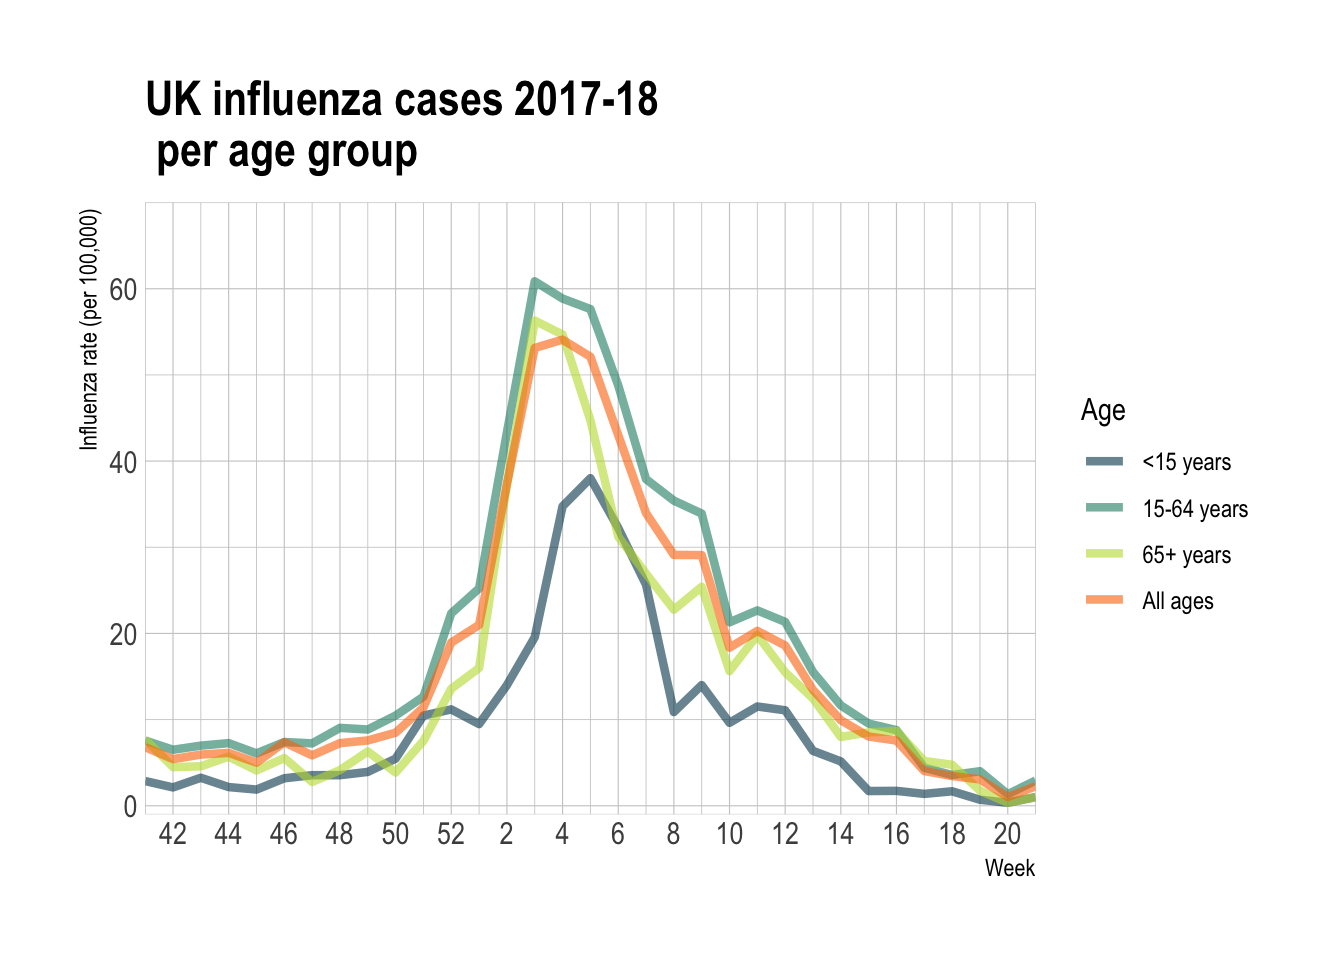 UK influenza cases 2017-18
per age group
Influenza rate (per 100,000)
60
40
20
0
42 44 46 48 50 52 2 4 6 8 10 12 14 16 18 20
Week
Age
<15 years
15-64 years
65+ years
All ages